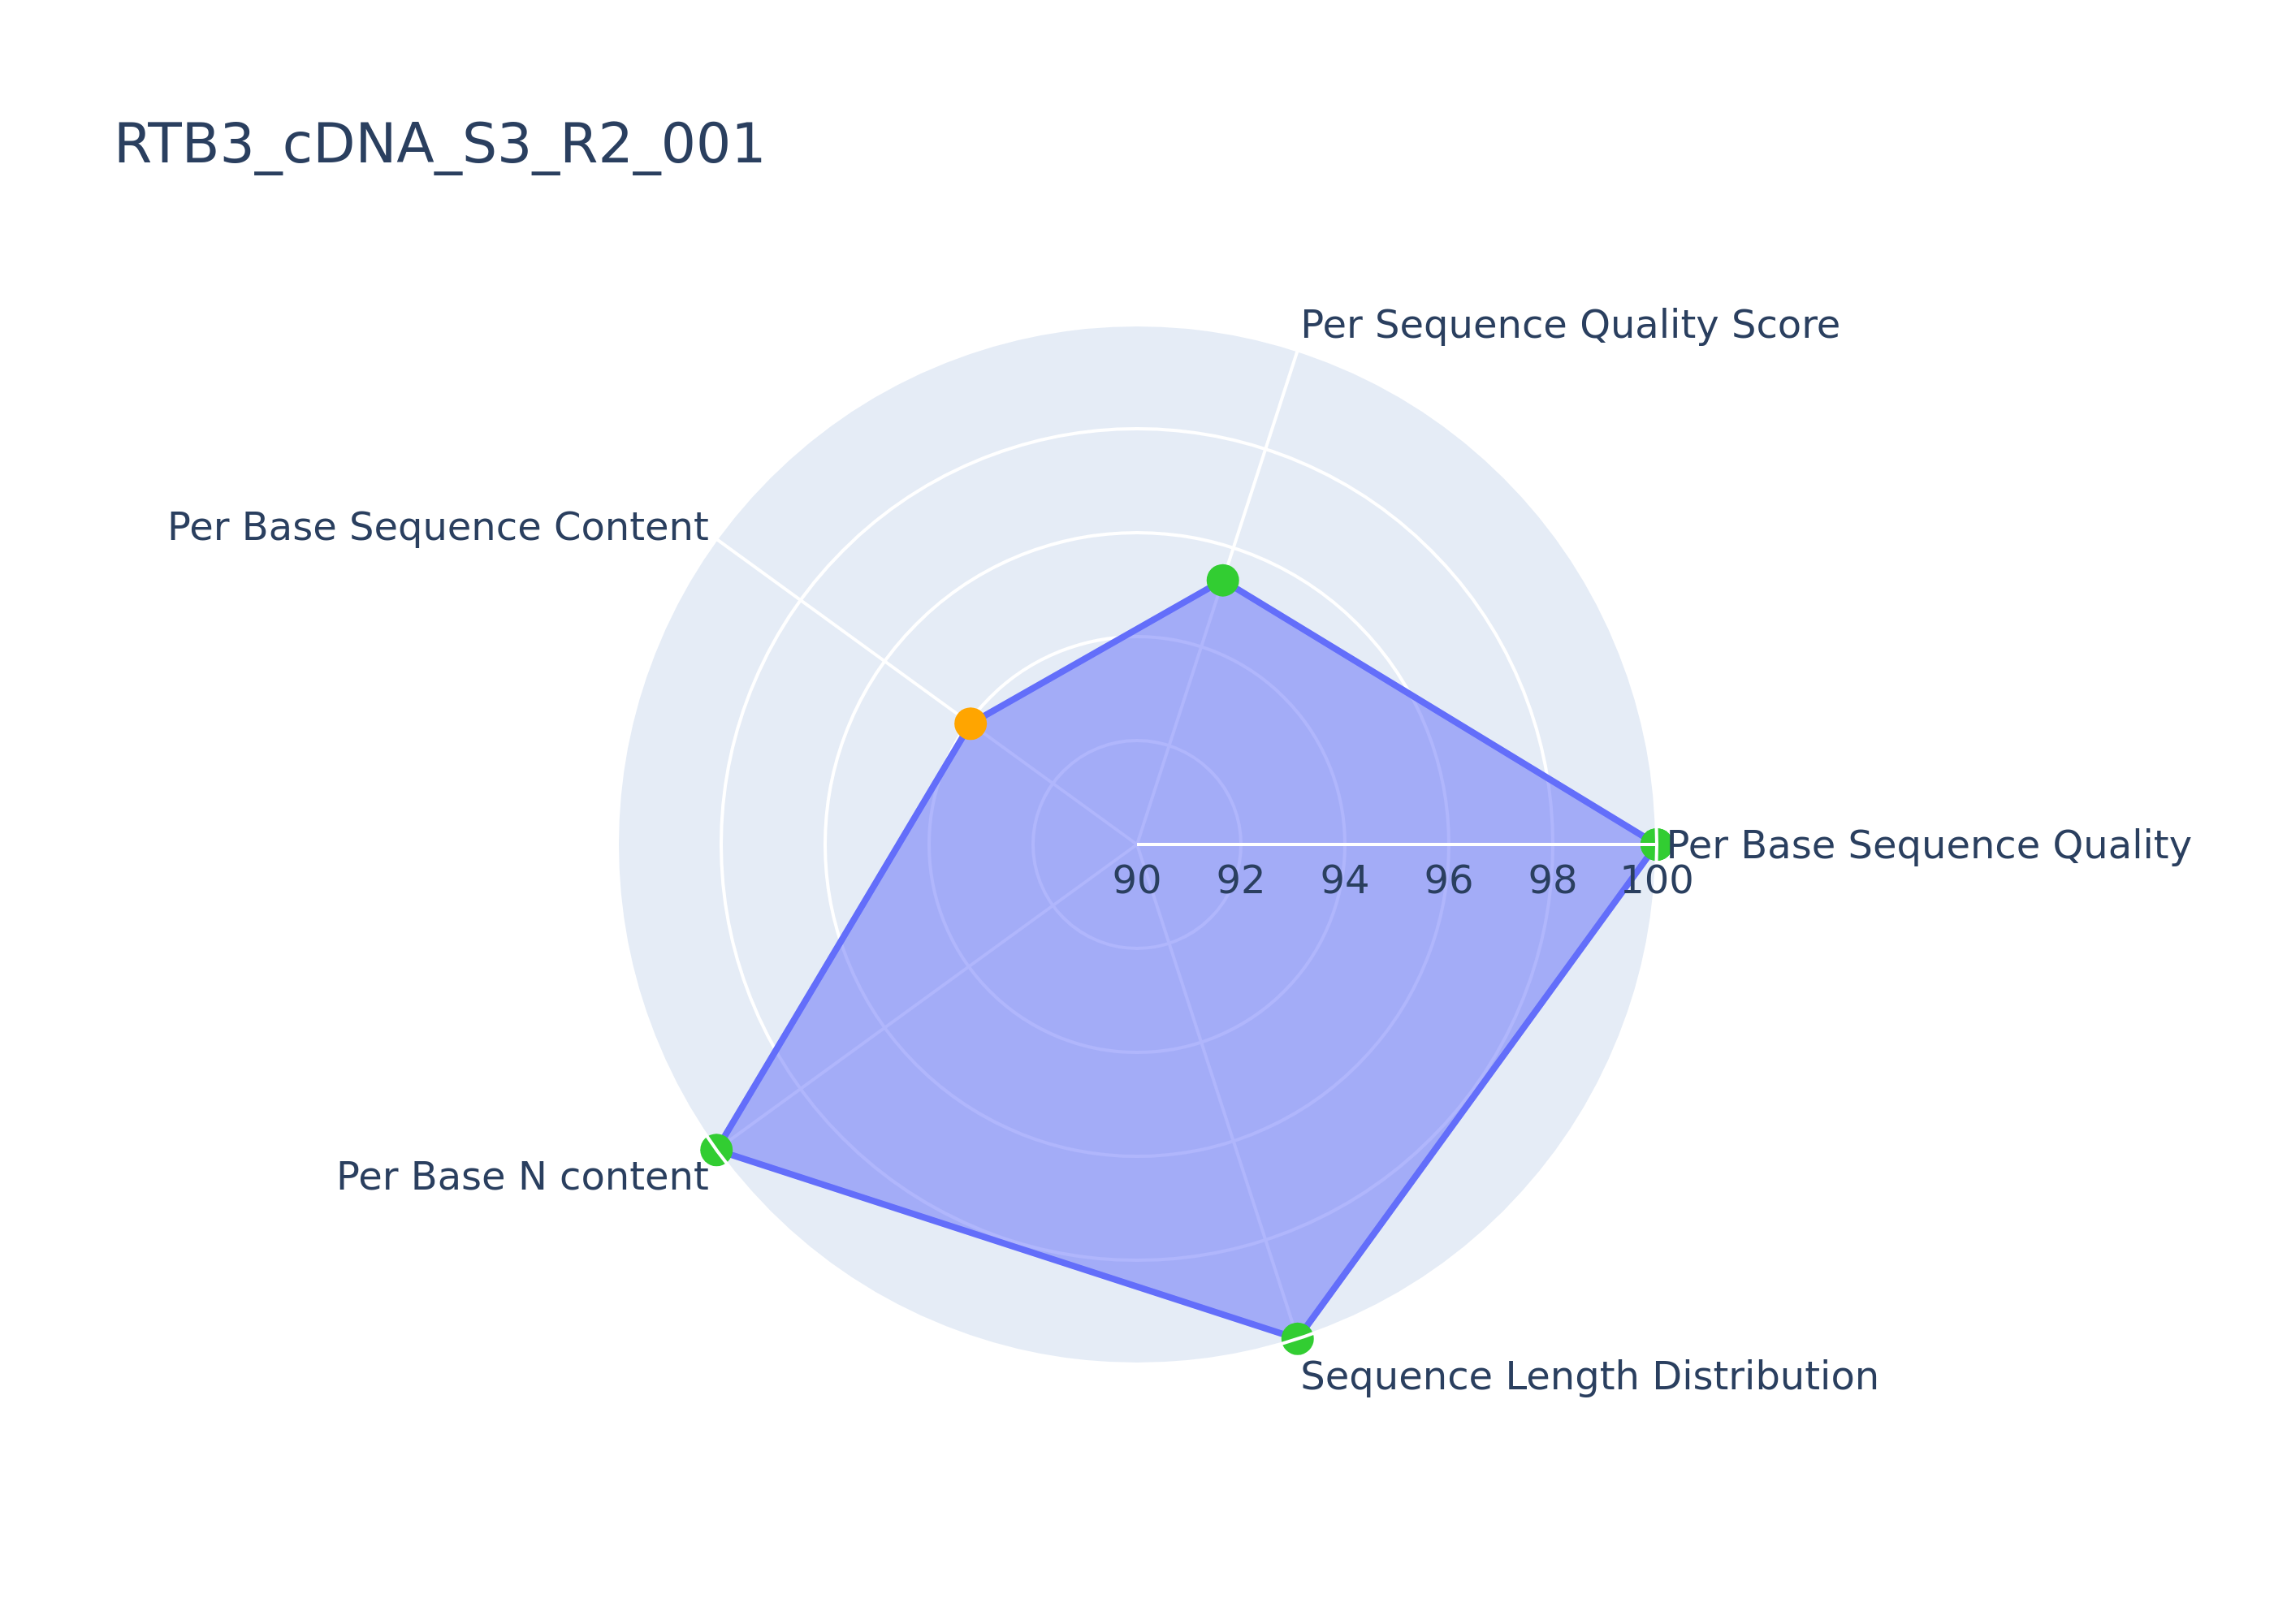 RTB3_cDNA_S3_R2_001
Per Sequence Quality Score
Per Base Sequence Content
Per Base Sequence Quality
90 92 94 96 98 100
Per Base N content
Sequence Length Distribution